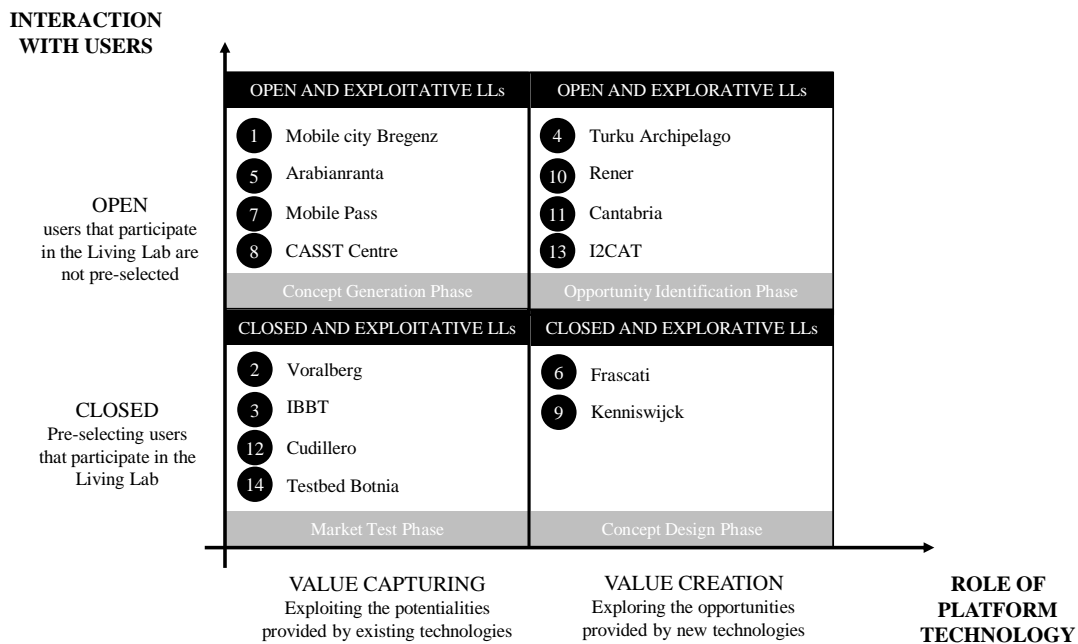 INTERACTION
WITH USERS
OPEN AND EXPLOITATIVE LLs
OPEN AND EXPLORATIVE LLs
1 Mobile city Bregenz
5 Arabianranta
7 Mobile Pass
8 CASST Centre
Concept Generation Phase
4 Turku Archipelago
10 Rener
11 Cantabria
13 I2CAT
Opportunity Identification Phase
OPEN
users that participate
in the Living Lab are
not pre-selected
CLOSED AND EXPLOITATIVE LLs
CLOSED AND EXPLORATIVE LLs
2 Voralberg
3 IBBT
12 Cudillero
14 Testbed Botnia
Market Test Phase
6 Frascati
9 Kenniswijck
Concept Design Phase
CLOSED
Pre-selecting users
that participate in the
Living Lab
VALUE CAPTURING
Exploiting the potentialities
provided by existing technologies
VALUE CREATION
Exploring the opportunities
provided by new technologies
ROLE OF
PLATFORM
TECHNOLOGY